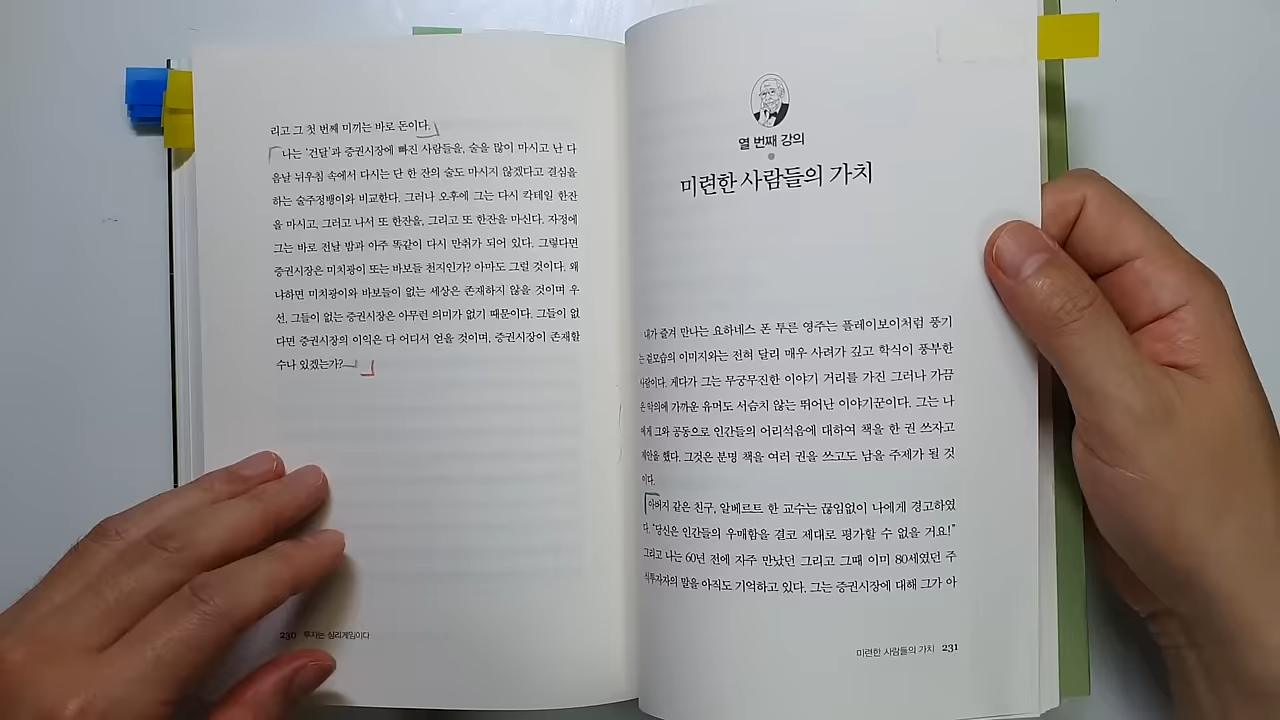 리고 그 첫 번째 미끼는 바로 돈이다.
나는 '건달'과 증권시장에 빠진 사람들을, 술을 많이 마시고 난 다
음날 뉘우침 속에서 다시는 단 한 잔의 술도 마시지 않겠다고 결심을
하는 술주정뱅이와 비교한다. 그러나 오후에 그는 다시 칵테일 한잔
을 마시고, 그러고 나서 또 한잔을, 그리고 또 한잔을 마신다. 자정에
그는 바로 전날 밤과 아주 똑같이 다시 만취가 되어 있다. 그렇다면
증권시장은 미치광이 또는 바보들 천지인가? 아마도 그럴 것이다. 왜
냐하면 미치광이와 바보들이 없는 세상은 존재하지 않을 것이며 우
선, 그들이 없는 증권시장은 아무런 의미가 없기 때문이다. 그들이 없
다면 증권시장의 이익은 다 어디서 얻을 것이며, 증권시장이 존재할
수나 있겠는가?
230 투자는 심리게임이다
열 번째 강의
미련한 사람들의 가치
내가 즐겨 만나는 요하네스 폰 투른 영주는 플레이보이처럼 풍기
는 겉모습의 이미지와는 전혀 달리 매우 사려가 깊고 학식이 풍부한
사람이다. 게다가 그는 무궁무진한 이야기 거리를 가진 그러나 가끔
은 악의에 가까운 유머도 서슴치 않는 뛰어난 이야기꾼이다. 그는 나
에게 그와 공동으로 인간들의 어리석음에 대하여 책을 한 권 쓰자고
제안을 했다. 그것은 분명 책을 여러 권을 쓰고도 남을 주제가 될 것
이다.
아버지 같은 친구, 알베르트 한 교수는 끊임없이 나에게 경고하였
다. "당신은 인간들의 우매함을 결코 제대로 평가할 수 없을 거요!"
그리고 나는 60년 전에 자주 만났던 그리고 그때 이미 80세였던 주
식투자자의 말을 아직도 기억하고 있다. 그는 증권시장에 대해 그가 아
미련한 사람들의 가치 231